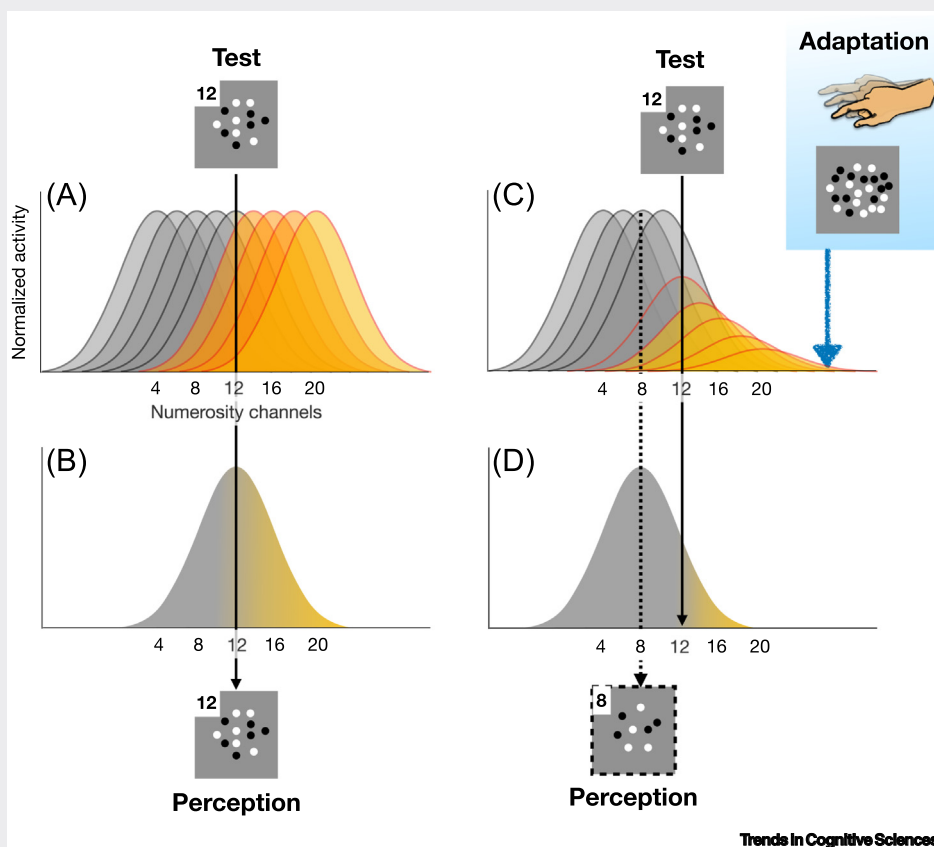 Test
12
Test
12
Adaptation
(A)
(C)
Normalized activity
4 8 12 16 20
Numerosity channels
4 8 12 16 20
(B)
(D)
4 8 12 16 20
4 8 12 16 20
12
Perception
8
Perception
Trends in Cognitive Sciences